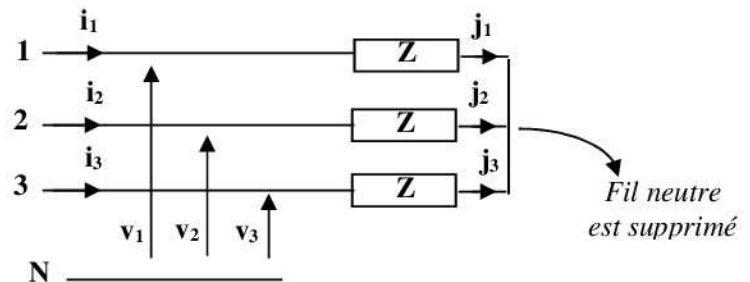 i₁
j₁
1
Z
i₂
j₂
2
Z
i₃
j₃
3
Z
Fil neutre
est supprimé
v₁
v₂
v₃
N